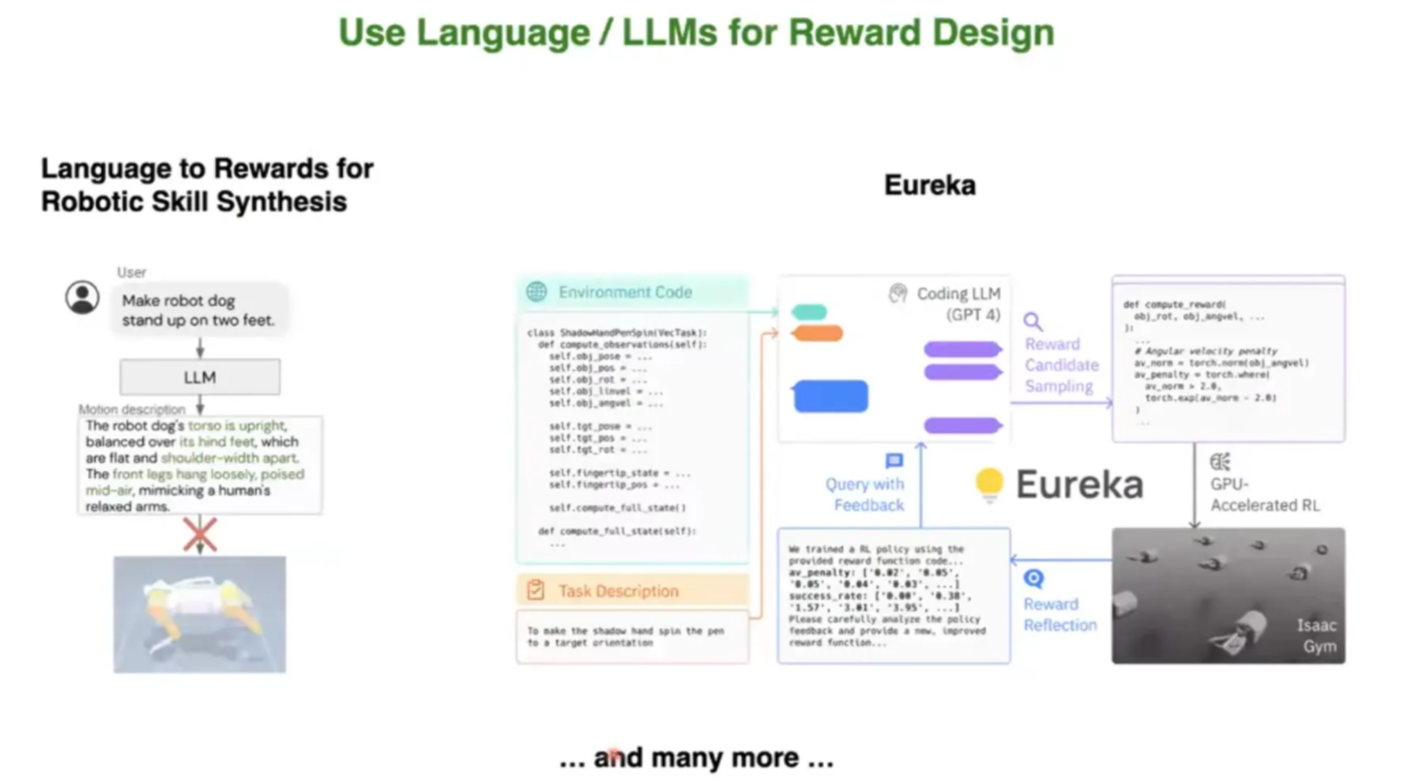 Use Language / LLMs for Reward Design
Language to Rewards for
Robotic Skill Synthesis
User
Make robot dog
stand up on two feet.
LLM
Motion description
The robot dog's torso is upright,
balanced over its hind feet, which
are flat and shoulder-width apart.
The front legs hang loosely, poised
mid-air, mimicking a human's
relaxed arms.
Eureka
Environment Code
class ShadowHandPenSpin(VecTask):
def compute_observations(self):
self.obj_pose = ...
self.obj_pos = ...
self.obj_rot = ...
self.obj_linvel = ...
self.obj_angvel = ...
self.tgt_pose = ...
self.tgt_pos = ...
self.tgt_rot = ...
self.fingertip_state = ...
self.fingertip_pos = ...
self.compute_full_state()
def compute_full_state(self):
...
Task Description
To make the shadow hand spin the pen
to a target orientation
Coding LLM
(GPT 4)
Reward
Candidate
Sampling
def compute_reward(
obj_rot, obj_angvel, ...
):
...
# Angular velocity penalty
av_norm = torch.norm(obj_angvel)
av_penalty = torch.where(
av_norm > 2.0,
torch.exp(av_norm - 2.0)
)
...
GPU-
Accelerated RL
Query with
Feedback
Eureka
We trained a RL policy using the
provided reward function code...
av_penalty: ['0.02', '0.05',
'0.05', '0.04', '0.03', ...]
success_rate: ['0.00', '0.38',
'1.57', '3.01', '3.95', ...]
Please carefully analyze the policy
feedback and provide a new, improved
reward function...
Reward
Reflection
Isaac
Gym
... and many more ...